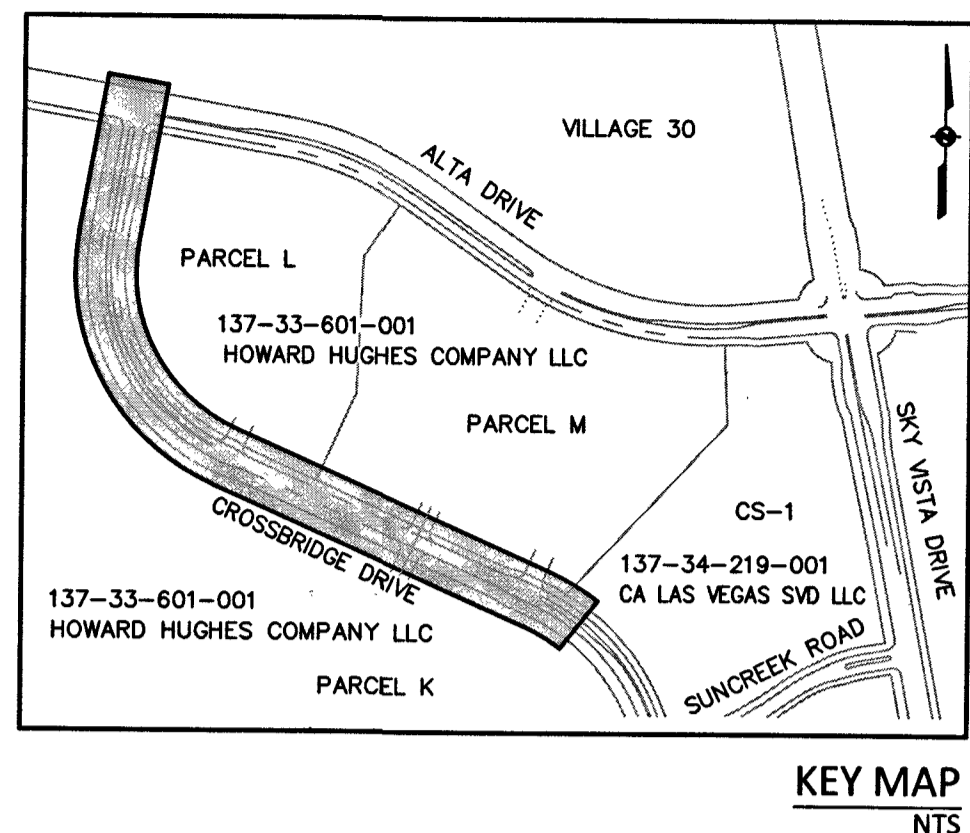 VILLAGE 30
ALTA DRIVE
PARCEL L
137-33-601-001
HOWARD HUGHES COMPANY LLC
PARCEL M
SKY VISTA DRIVE
CS-1
CROSSBRIDGE DRIVE
137-34-219-001
CA LAS VEGAS SVD LLC
137-33-601-001
HOWARD HUGHES COMPANY LLC
SUNCREEK ROAD
PARCEL K
KEY MAP
NTS